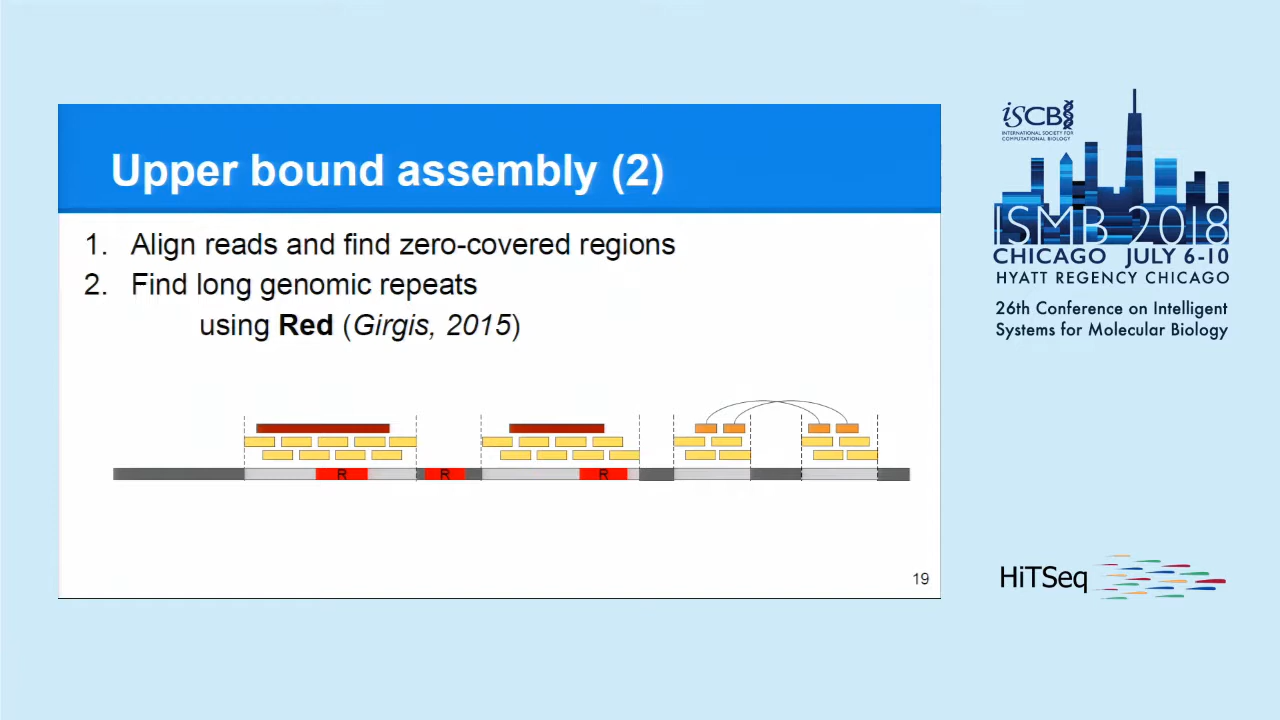 Upper bound assembly (2)
1. Align reads and find zero-covered regions
2. Find long genomic repeats
using Red (Girgis, 2015)
R R R
19
iSCB
INTERNATIONAL SOCIETY FOR
COMPUTATIONAL BIOLOGY
ISMB 2018
CHICAGO JULY 6-10
HYATT REGENCY CHICAGO
26th Conference on Intelligent
Systems for Molecular Biology
HiTSeq